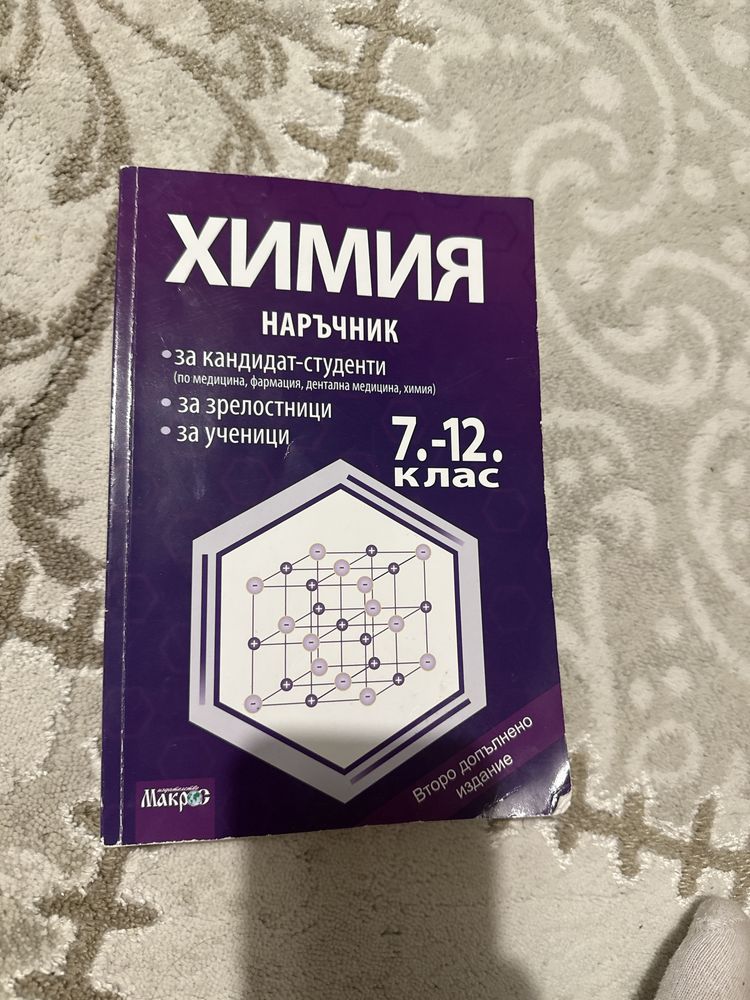 ХИМИЯ
НАРЪЧНИК
• за кандидат-студенти
(по медицина, фармация, дентална медицина, химия)
• за зрелостници
• за ученици
7.-12.
клас
Второ допълнено
издание
издателство
МАКРОС